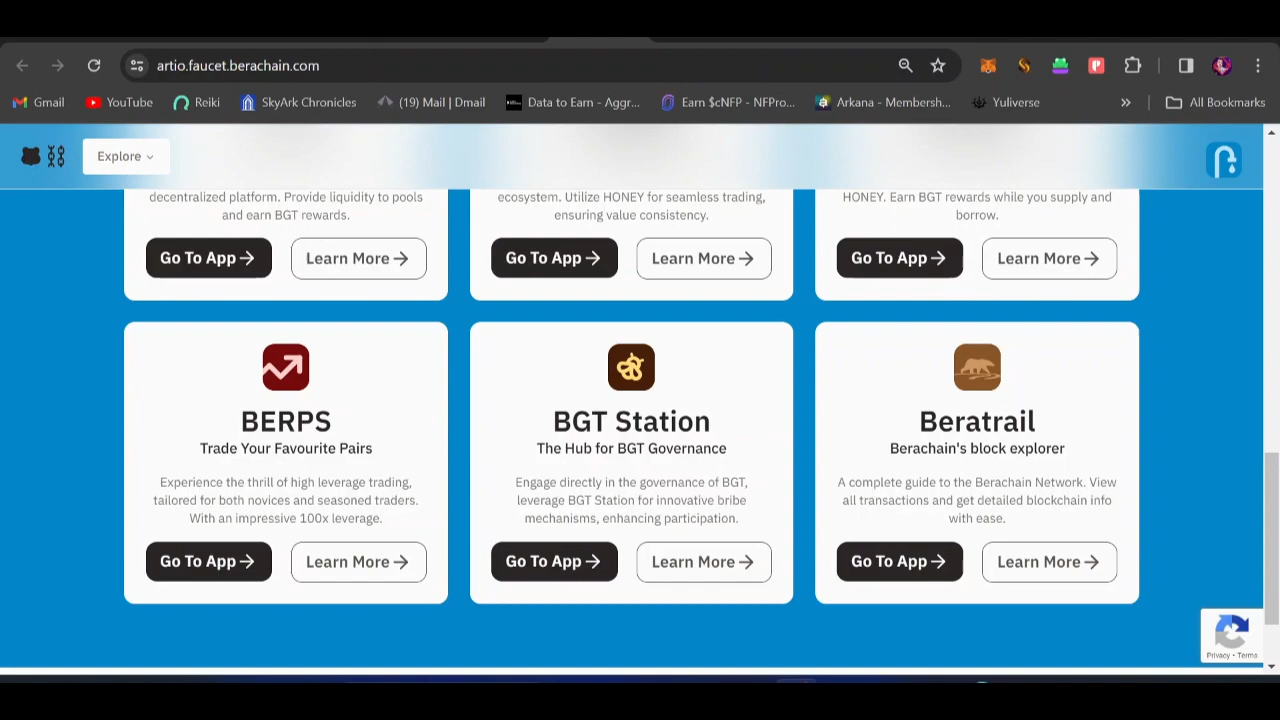 artio.faucet.berachain.com
Gmail
YouTube
Reiki
SkyArk Chronicles
(19) Mail | Dmail
Data to Earn - Aggr...
Earn $cNFP - NFPro...
Arkana - Membersh...
Yuliverse
»
All Bookmarks
Explore
decentralized platform. Provide liquidity to pools
and earn BGT rewards.
Go To App →
Learn More →
ecosystem. Utilize HONEY for seamless trading,
ensuring value consistency.
Go To App →
Learn More →
HONEY. Earn BGT rewards while you supply and
borrow.
Go To App →
Learn More →
BERPS
Trade Your Favourite Pairs
Experience the thrill of high leverage trading,
tailored for both novices and seasoned traders.
With an impressive 100x leverage.
Go To App →
Learn More →
BGT Station
The Hub for BGT Governance
Engage directly in the governance of BGT,
leverage BGT Station for innovative bribe
mechanisms, enhancing participation.
Go To App →
Learn More →
Beratrail
Berachain's block explorer
A complete guide to the Berachain Network. View
all transactions and get detailed blockchain info
with ease.
Go To App →
Learn More →
Privacy - Terms